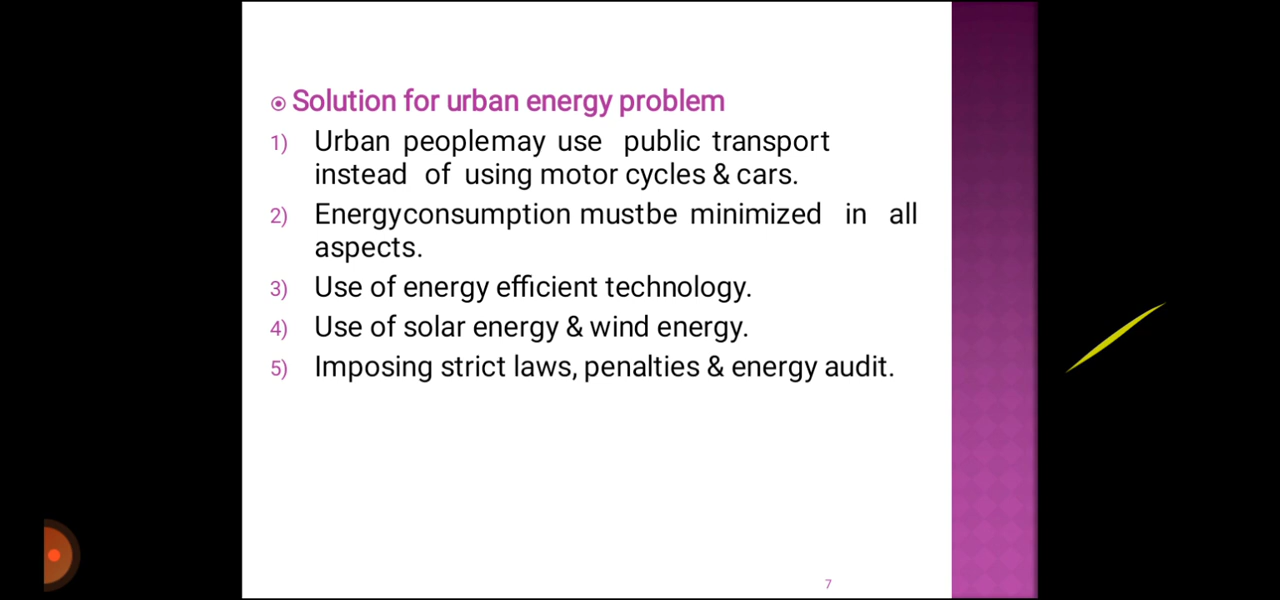 Solution for urban energy problem
1) Urban peoplemay use public transport
instead of using motor cycles & cars.
2) Energyconsumption mustbe minimized in all
aspects.
3) Use of energy efficient technology.
4) Use of solar energy & wind energy.
5) Imposing strict laws, penalties & energy audit.
7